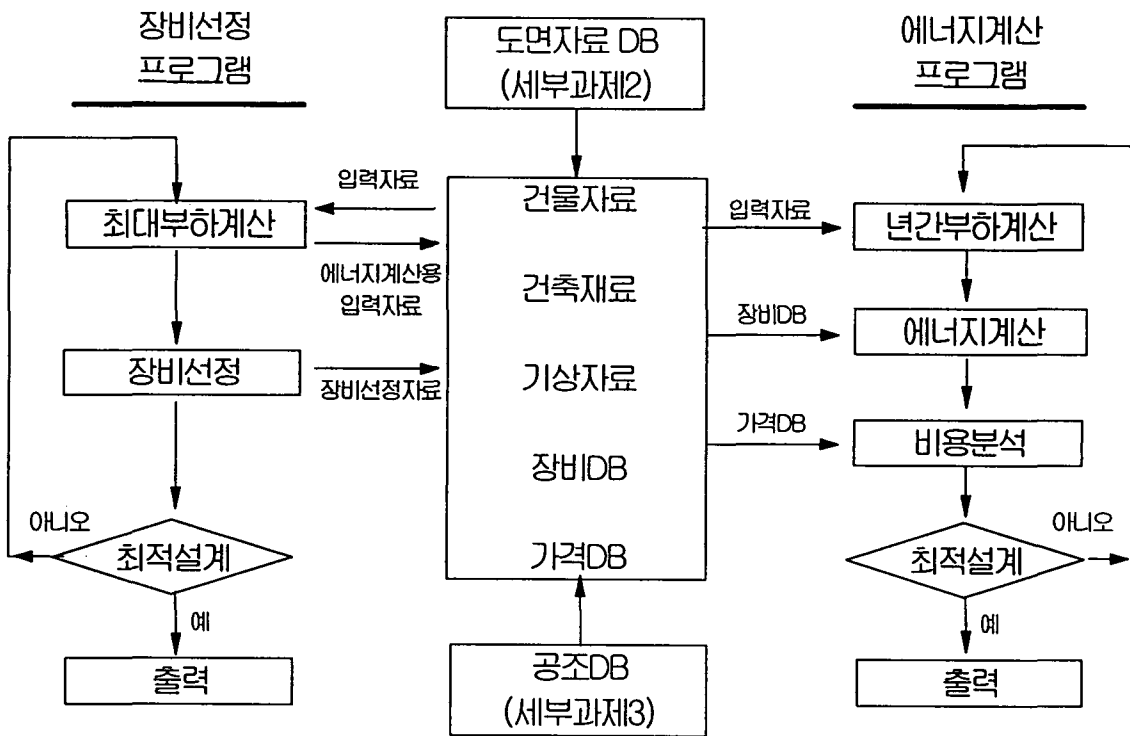 장비선정
프로그램
최대부하계산
장비선정
아니오
최적설계
예
출력
입력자료
에너지계산용
입력자료
장비선정자료
도면자료 DB
(세부과제2)
건물자료
건축재료
기상자료
장비DB
가격DB
공조DB
(세부과제3)
입력자료
장비DB
가격DB
에너지계산
프로그램
년간부하계산
에너지계산
비용분석
최적설계
아니오
예
출력